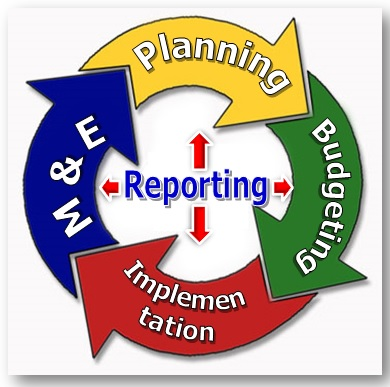 Planning
Budgeting
Implemen
tation
M & E
Reporting